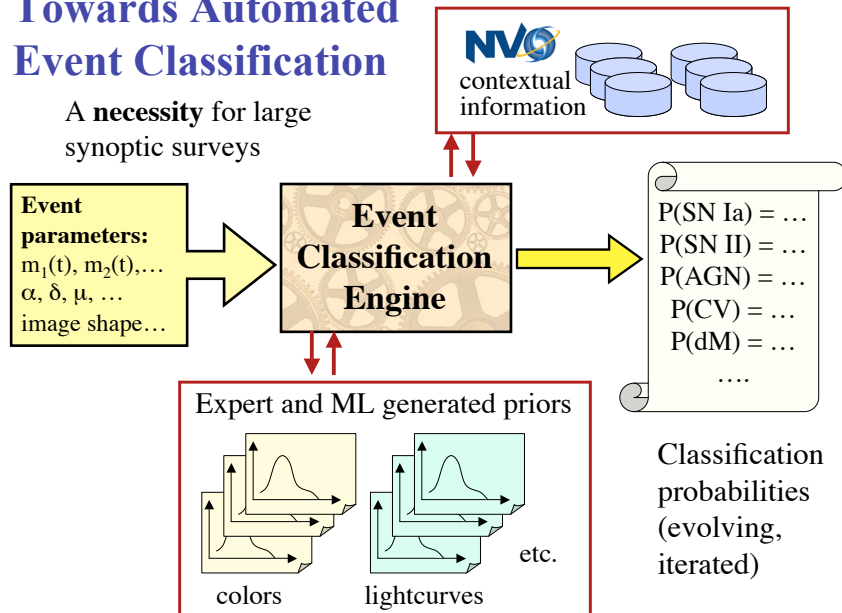 Towards Automated
Event Classification
A necessity for large
synoptic surveys
NVO
contextual
information
Event
parameters:
m₁(t), m₂(t),…
α, δ, μ, …
image shape…
Event
Classification
Engine
P(SN Ia) = …
P(SN II) = …
P(AGN) = …
P(CV) = …
P(dM) = …
….
Expert and ML generated priors
colors
lightcurves
etc.
Classification
probabilities
(evolving,
iterated)